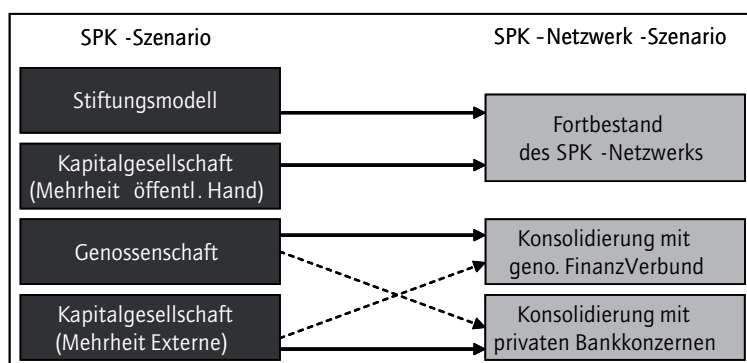 SPK -Szenario
SPK -Netzwerk -Szenario
Stiftungsmodell
Kapitalgesellschaft
(Mehrheit öffentl. Hand)
Fortbestand
des SPK -Netzwerks
Genossenschaft
Konsolidierung mit
geno. FinanzVerbund
Kapitalgesellschaft
(Mehrheit Externe)
Konsolidierung mit
privaten Bankkonzernen